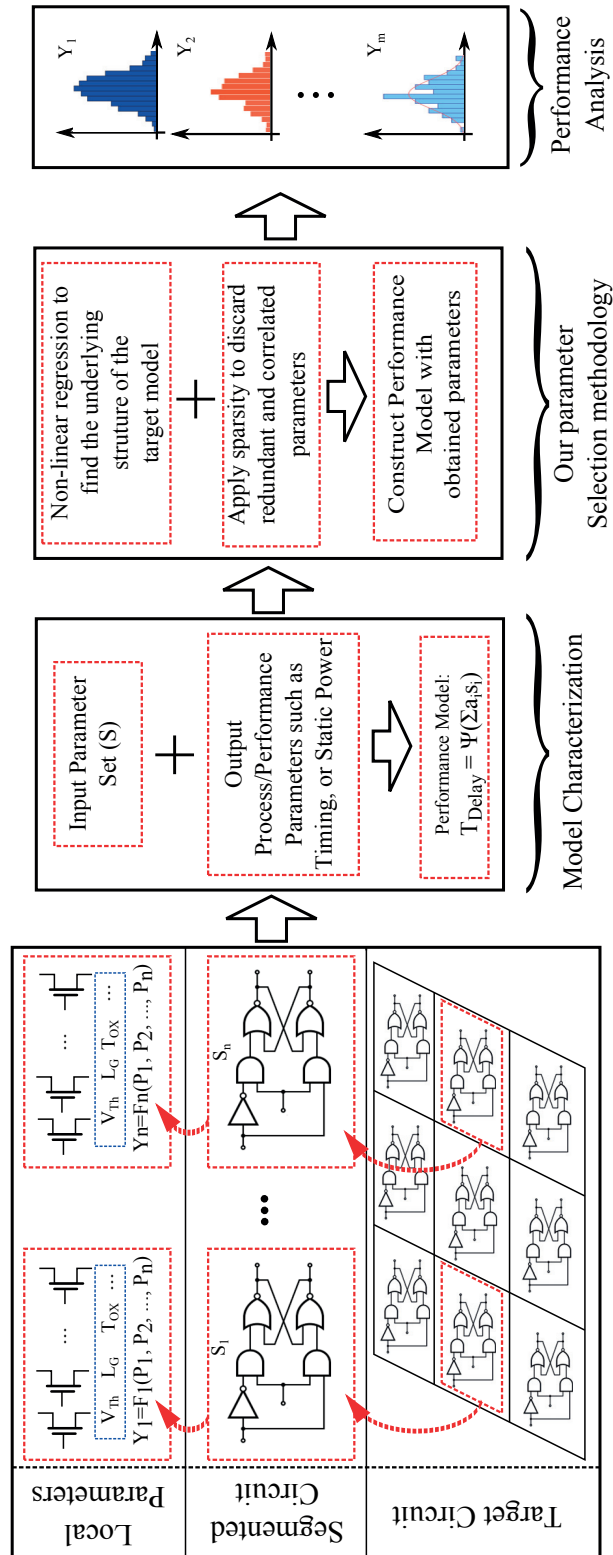 Local
Parameters
V_Th L_G T_OX ...
Y_1=F_1(P_1, P_2, ..., P_n)
...
V_Th L_G T_OX ...
Yn=Fn(P_1, P_2, ..., P_n)
...
Segmented
Circuit
S_1
...
S_n
Target Circuit
Input Parameter
Set (S)
+
Output
Process/Performance
Parameters such as
Timing, or Static Power
Performance Model:
T_Delay = Ψ(Σa_i s_i)
Model Characterization
Non-linear regression to
find the underlying
struture of the
target model
+
Apply sparsity to discard
redundant and correlated
parameters
Construct Performance
Model with
obtained parameters
Our parameter
Selection methodology
Y_1
Y_2
...
Y_m
Performance
Analysis